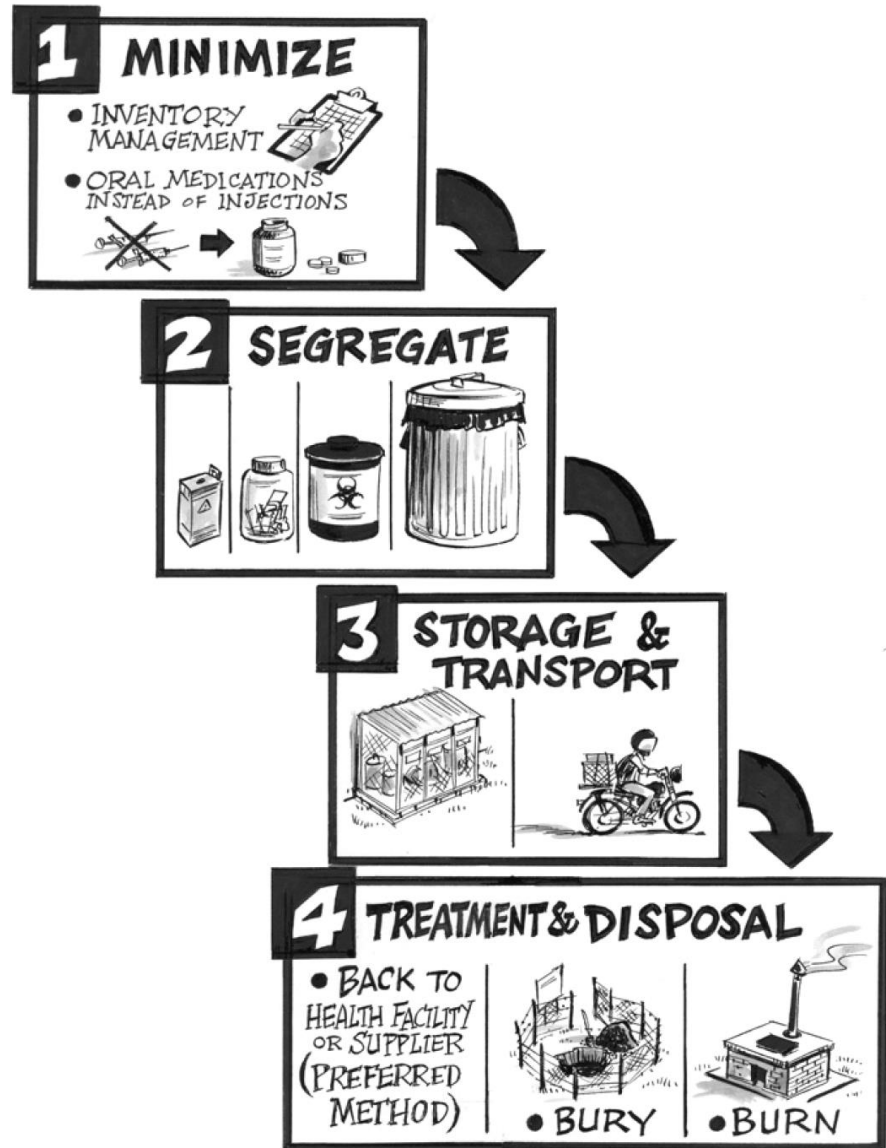 1 MINIMIZE
• INVENTORY
MANAGEMENT
• ORAL MEDICATIONS
INSTEAD OF INJECTIONS
2 SEGREGATE
3 STORAGE &
TRANSPORT
4 TREATMENT & DISPOSAL
• BACK TO
HEALTH FACILITY
OR SUPPLIER
(PREFERRED
METHOD)
• BURY
• BURN